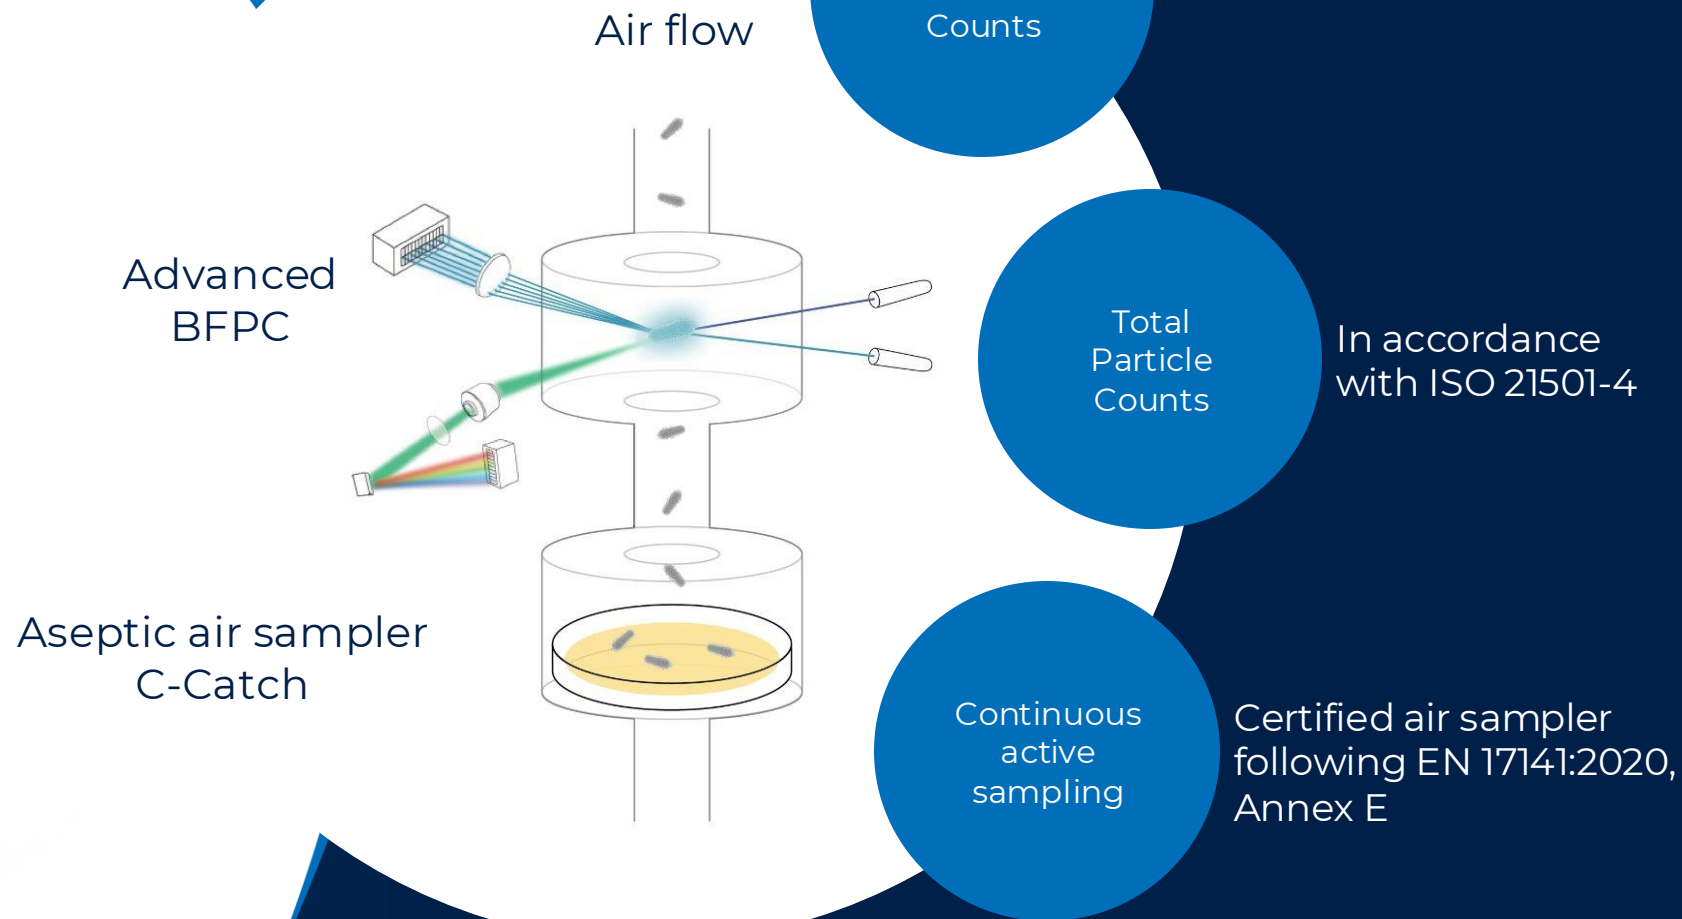 Air flow
Counts
Advanced
BFPC
Total
Particle
Counts
In accordance
with ISO 21501-4
Aseptic air sampler
C-Catch
Continuous
active
sampling
Certified air sampler
following EN 17141:2020,
Annex E